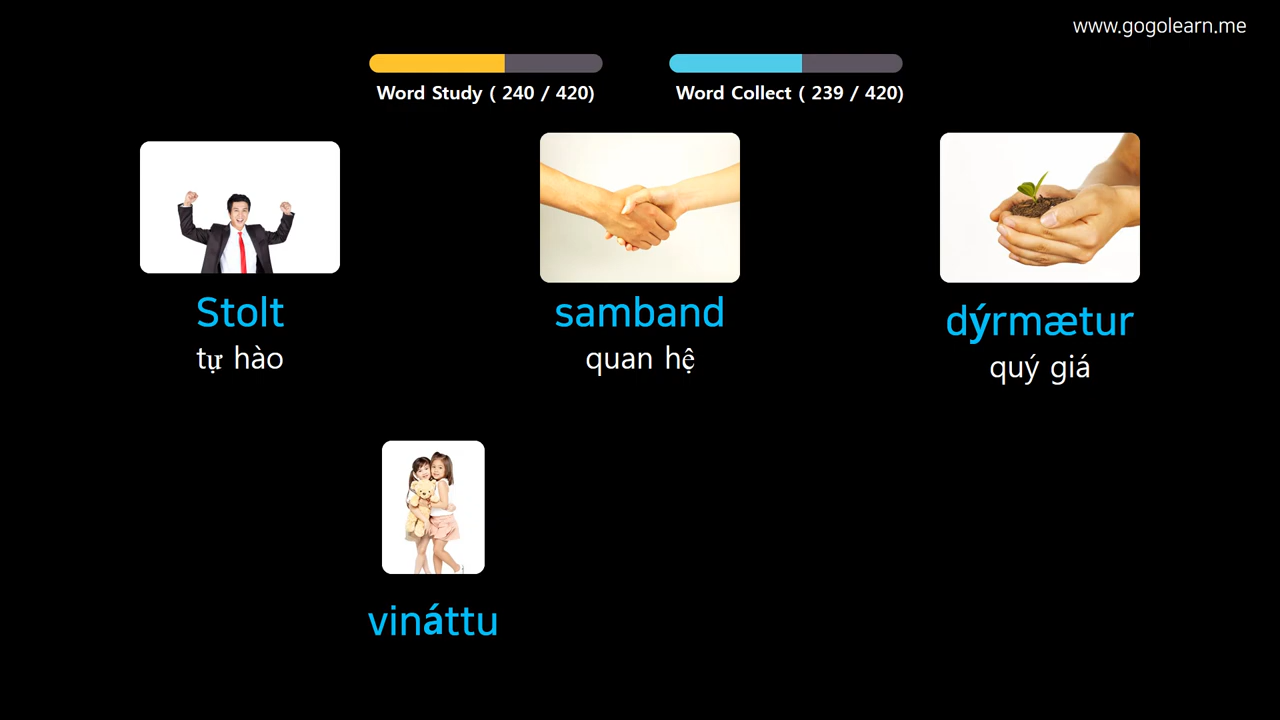 www.gogolearn.me
Word Study ( 240 / 420)
Word Collect ( 239 / 420)
Stolt
tự hào
samband
quan hệ
dýrmætur
quý giá
vináttu